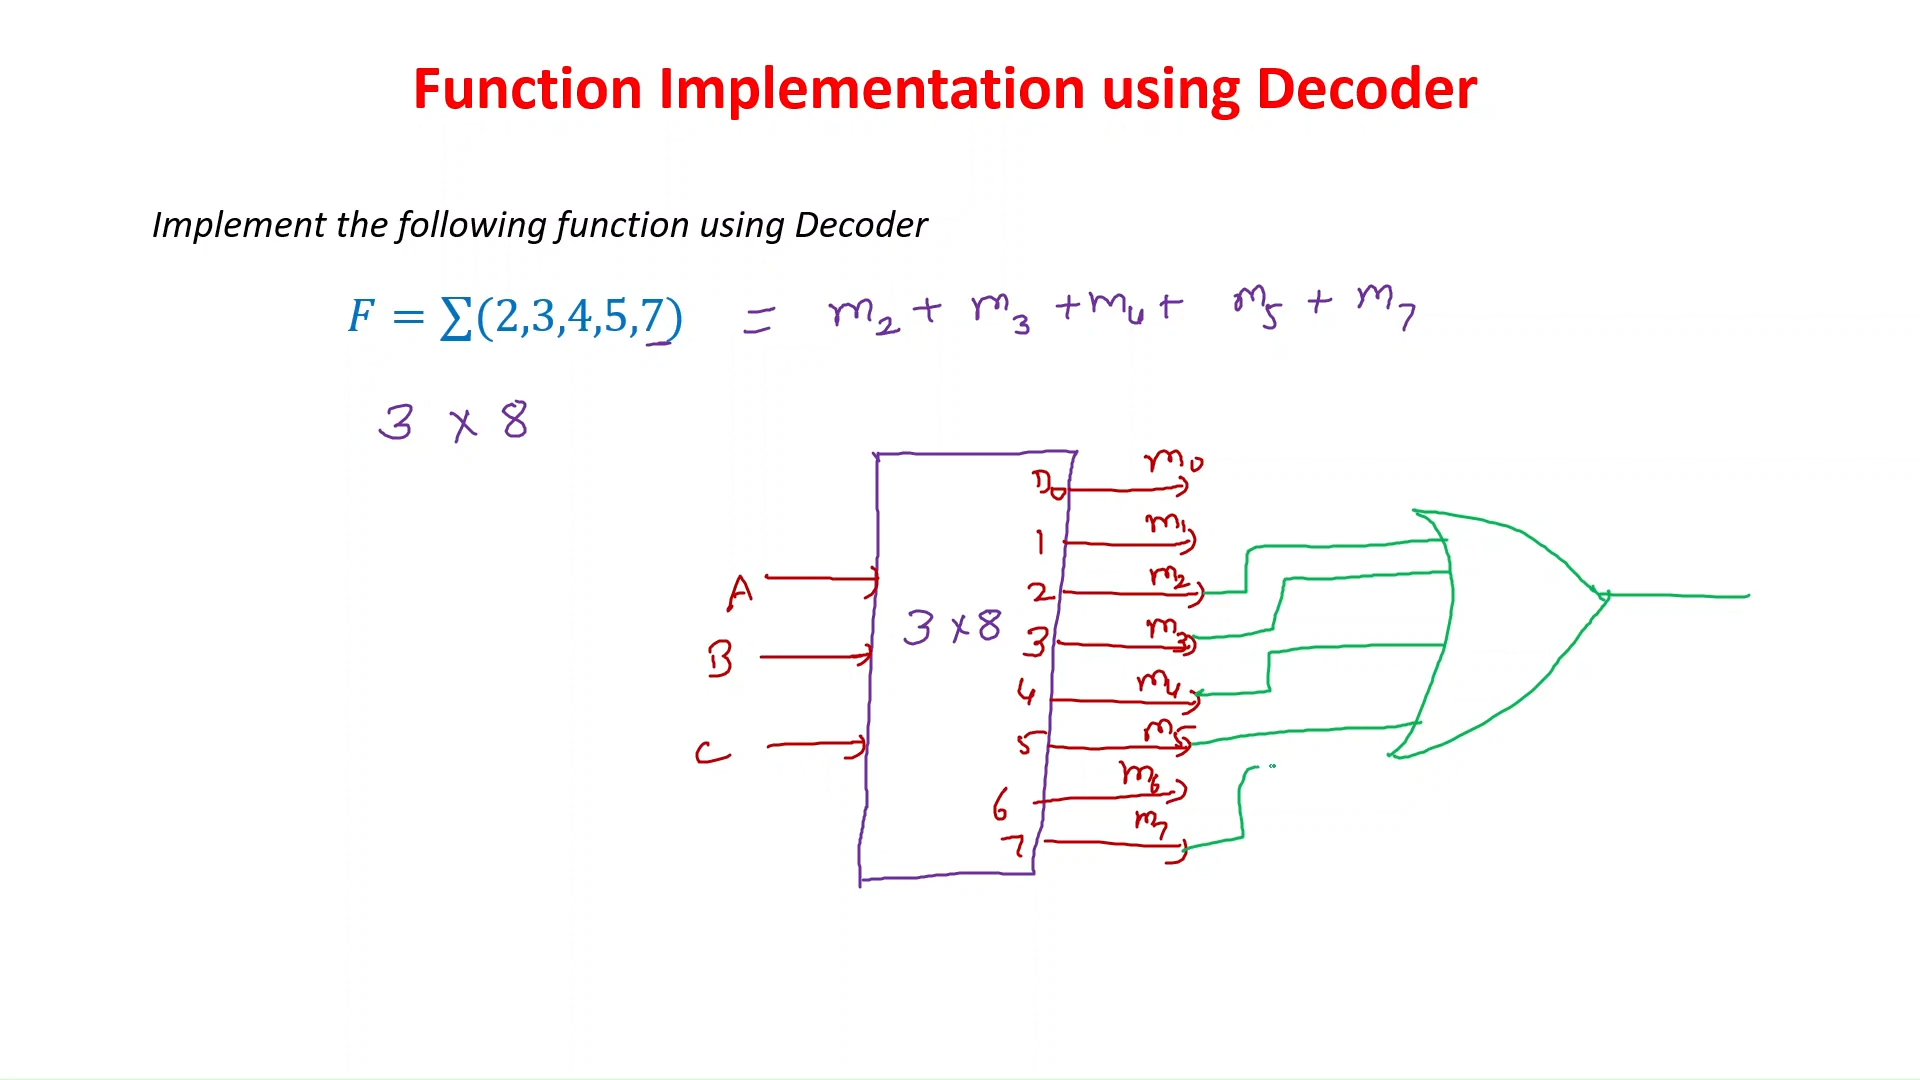 Function Implementation using Decoder
Implement the following function using Decoder
F = ∑(2,3,4,5,7) = m₂ + m₃ + m₄ + m₅ + m₇
3 × 8
D₀ m₀
1 m₁
A 2 m₂
3 × 8
B 3 m₃
4 m₄
C 5 m₅
6 m₆
7 m₇